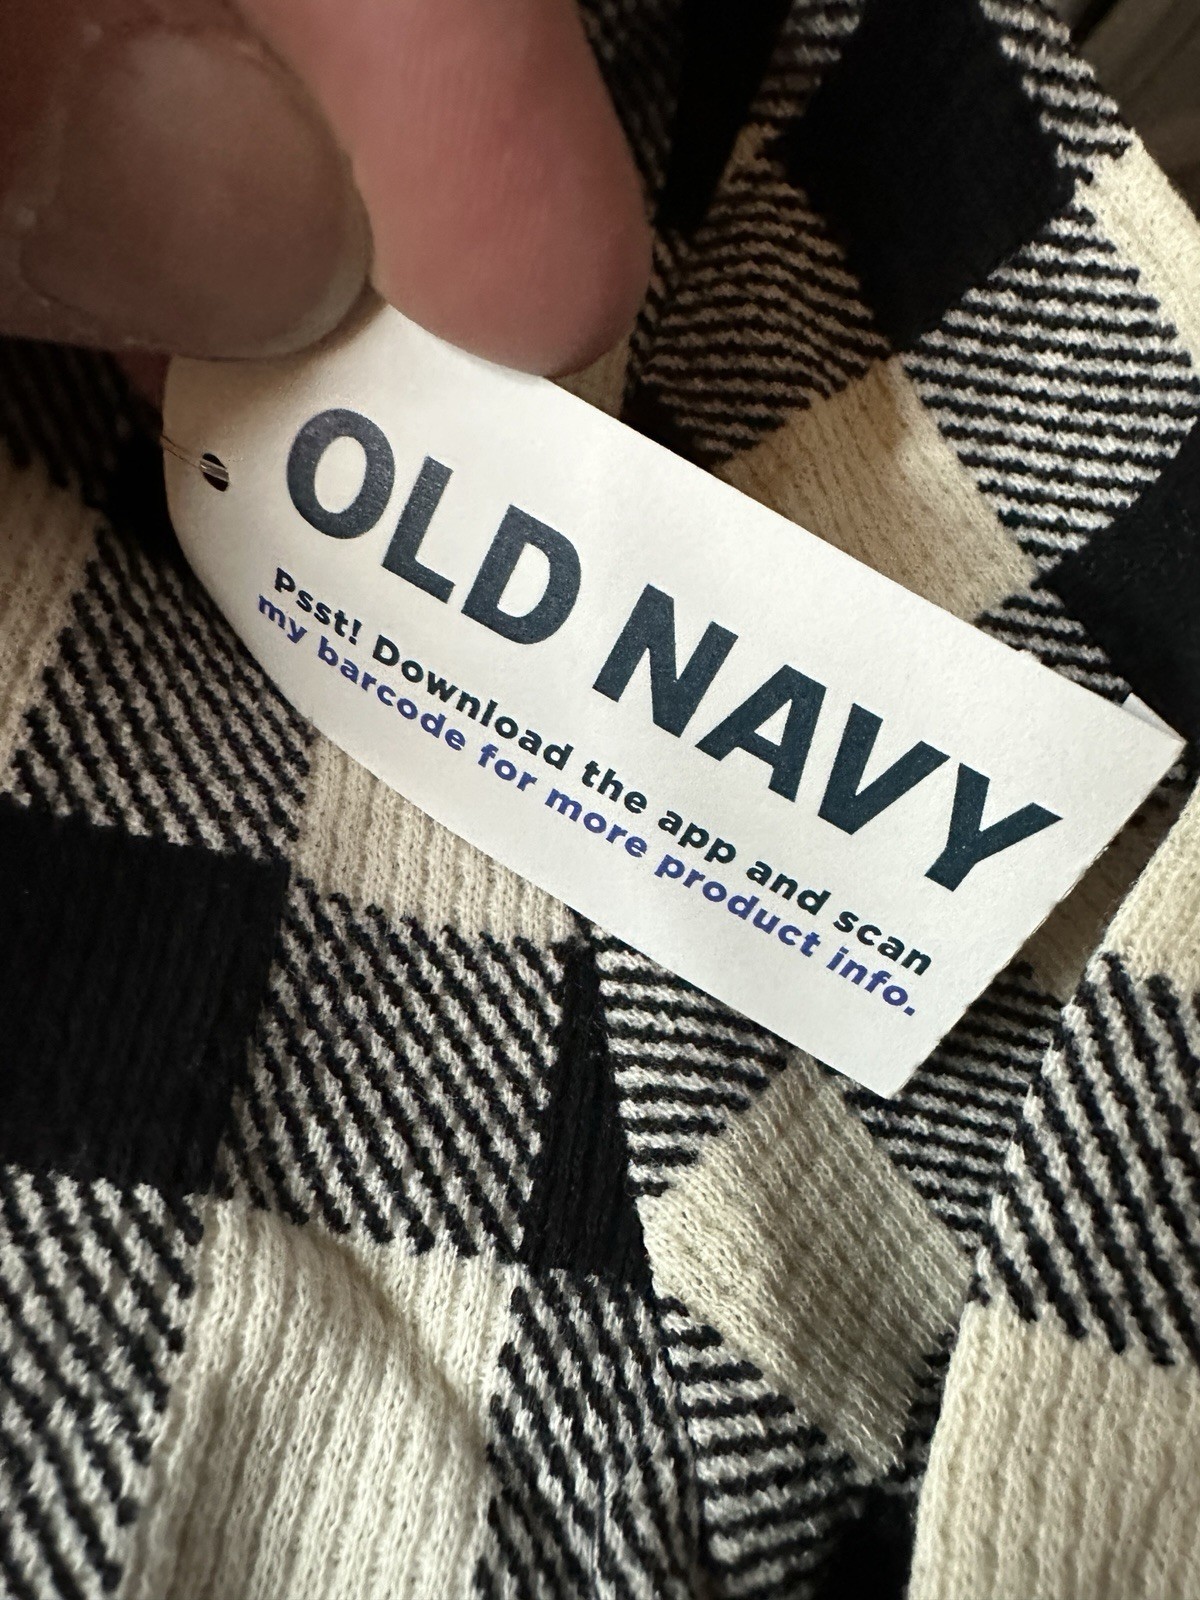 OLD NAVY
Psst! Download the app and scan
my barcode for more product info.